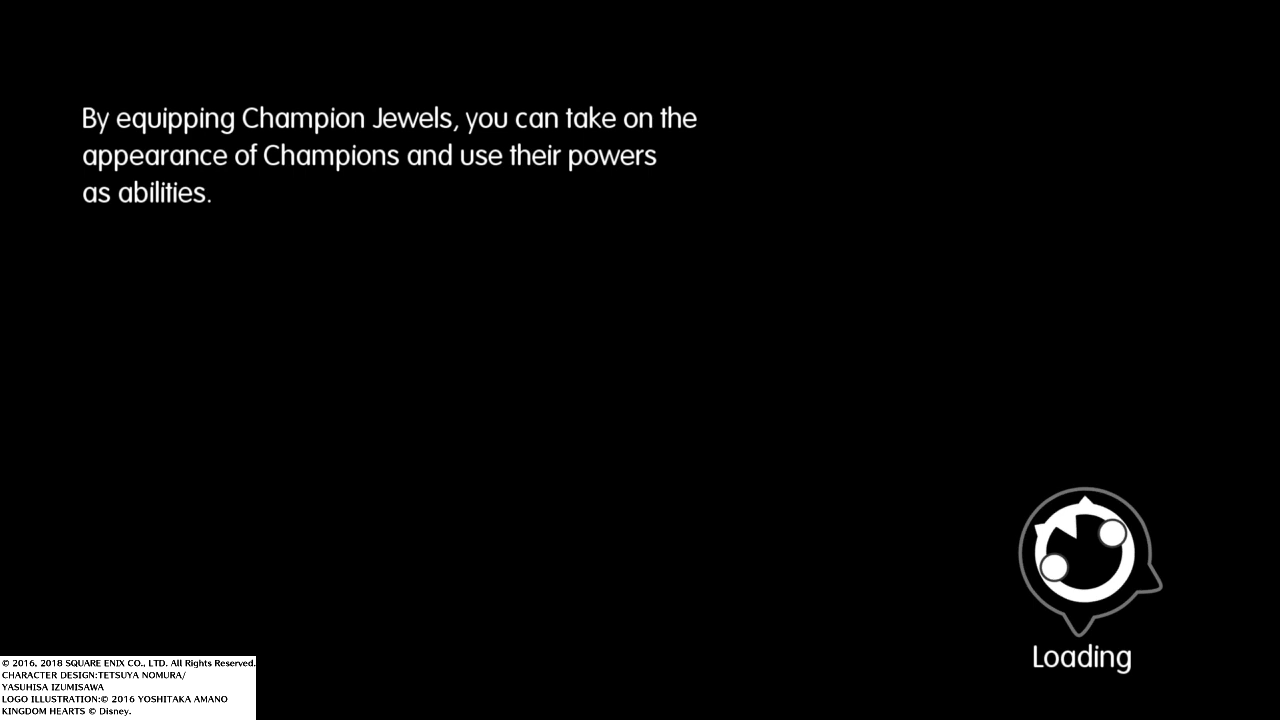 By equipping Champion Jewels, you can take on the
appearance of Champions and use their powers
as abilities.
Loading
© 2016, 2018 SQUARE ENIX CO., LTD. All Rights Reserved.
CHARACTER DESIGN:TETSUYA NOMURA/
YASUHISA IZUMISAWA
LOGO ILLUSTRATION:© 2016 YOSHITAKA AMANO
KINGDOM HEARTS © Disney.